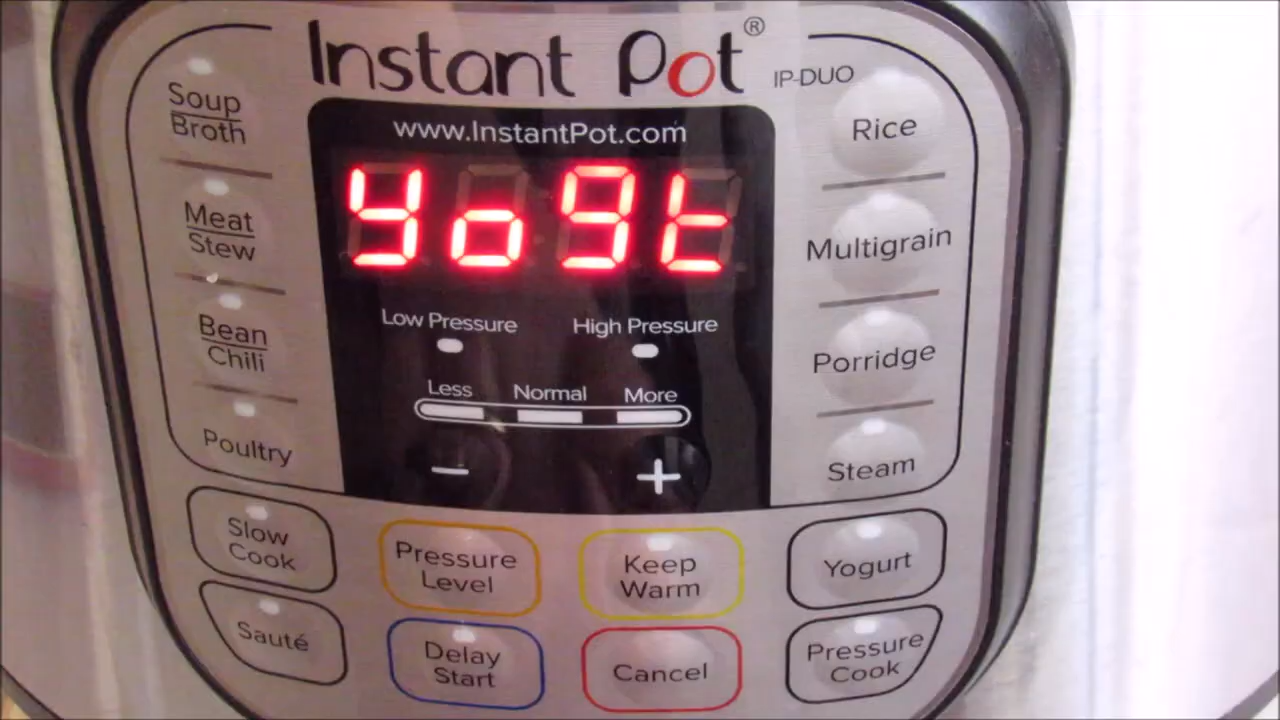 Instant Pot® IP-DUO
www.InstantPot.com
yogt
Low Pressure
High Pressure
Less Normal More
− +
Soup
Broth
Meat
Stew
Bean
Chili
Poultry
Rice
Multigrain
Porridge
Steam
Slow
Cook
Pressure
Level
Keep
Warm
Yogurt
Sauté
Delay
Start
Cancel
Pressure
Cook